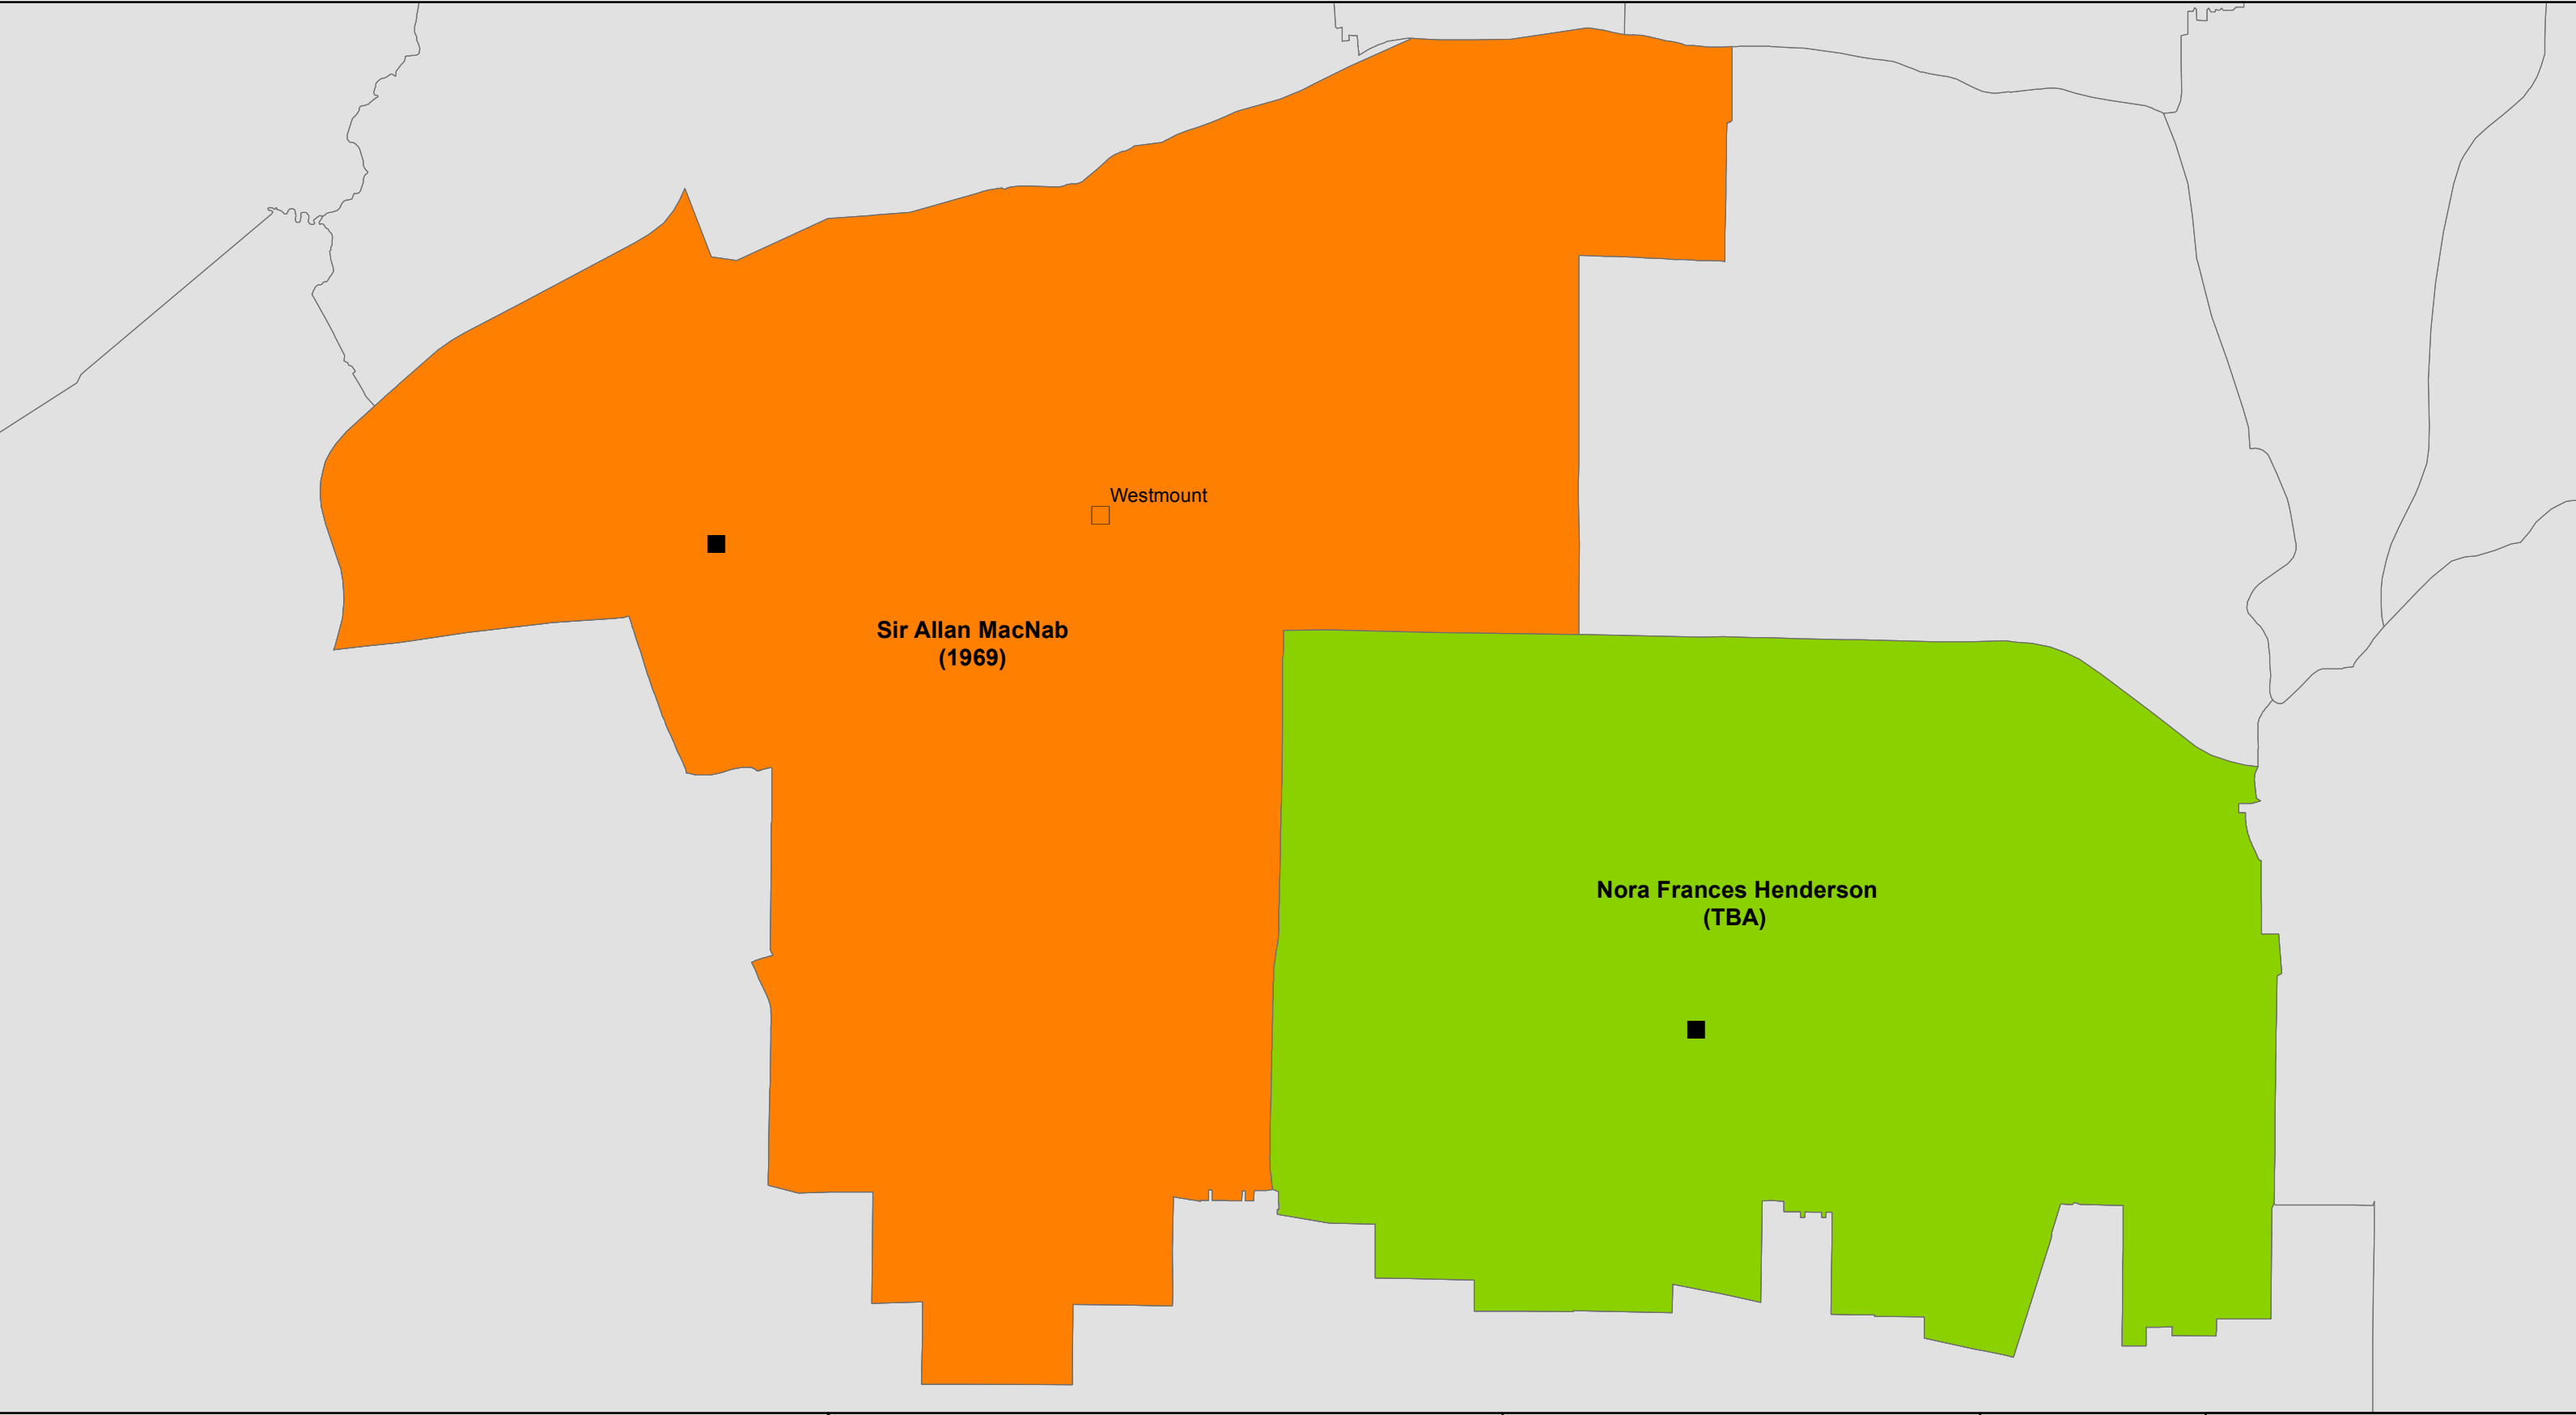 Westmount
Sir Allan MacNab
(1969)
Nora Frances Henderson
(TBA)